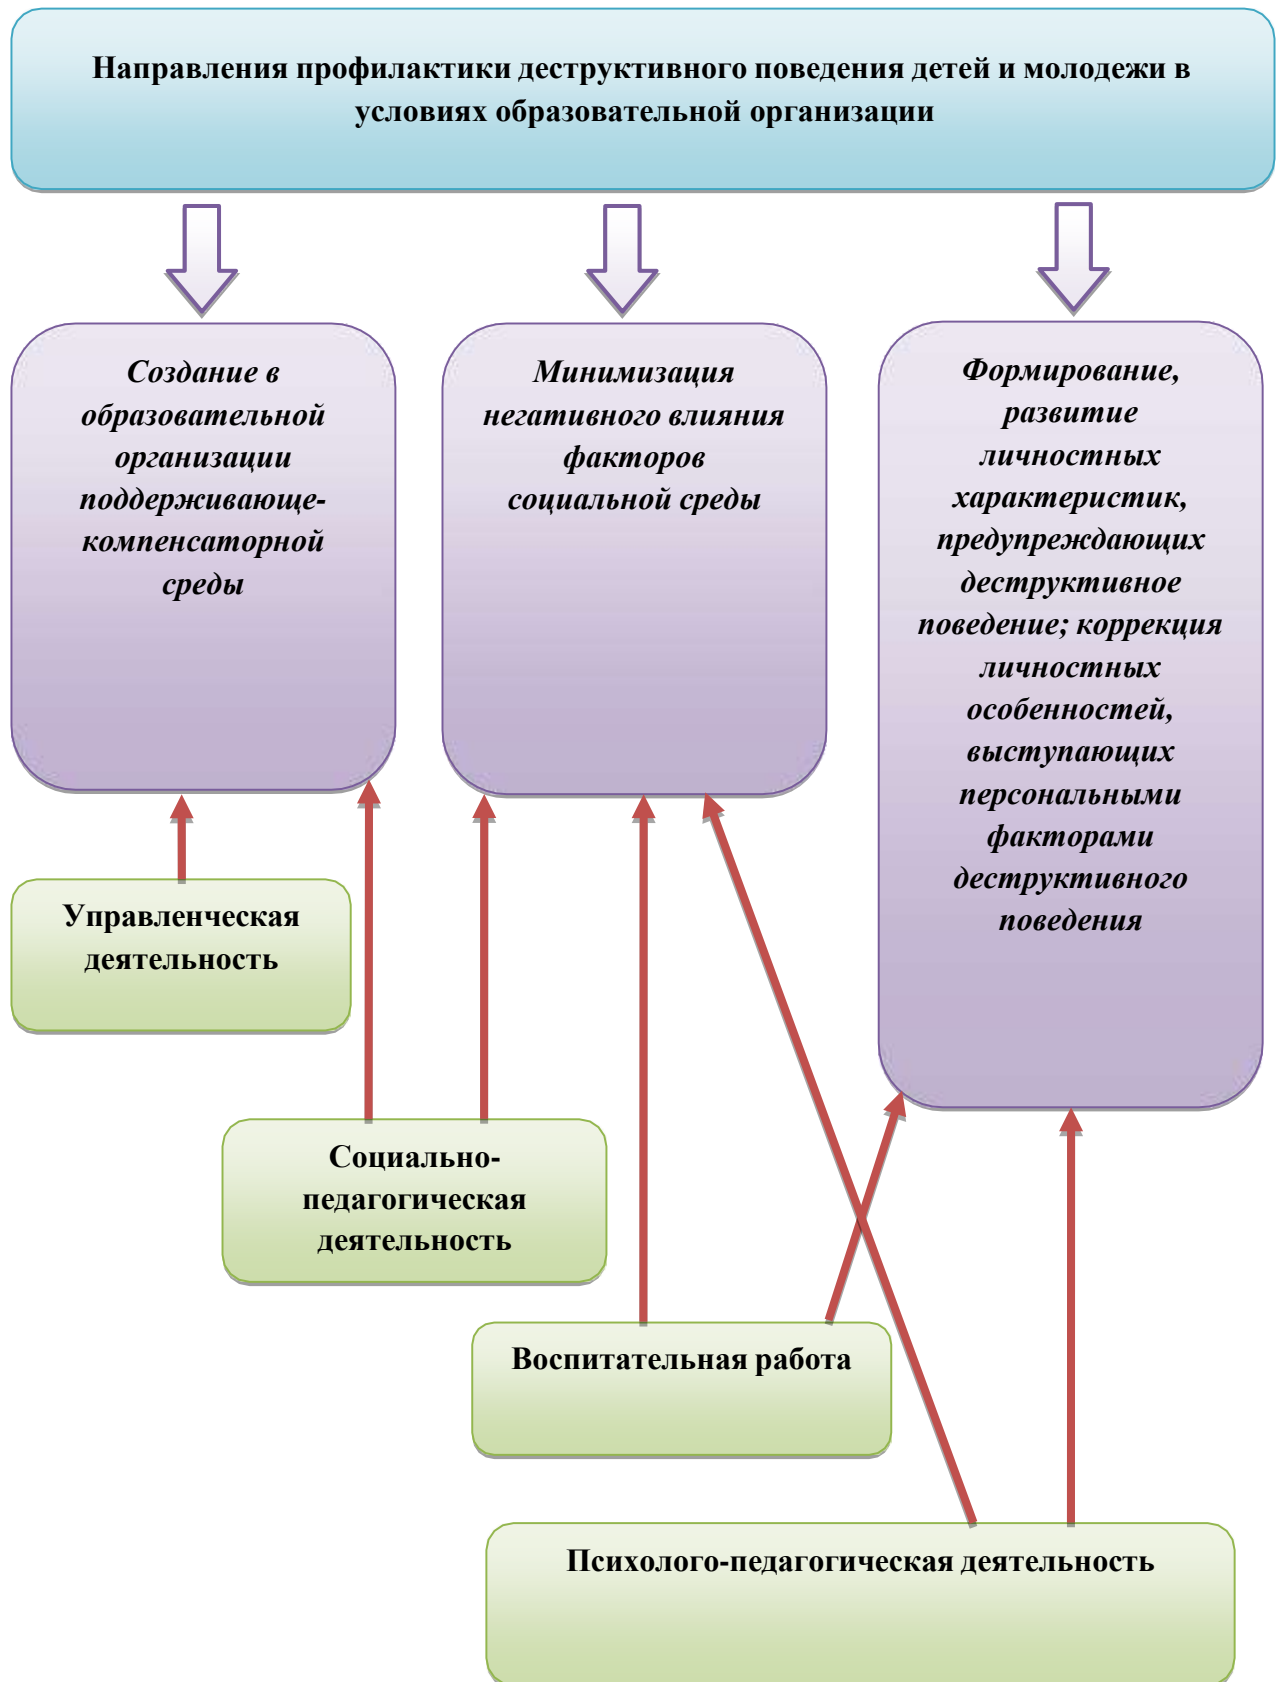 Направления профилактики деструктивного поведения детей и молодежи в
условиях образовательной организации
Создание в
образовательной
организации
поддерживающе-
компенсаторной
среды
Минимизация
негативного влияния
факторов
социальной среды
Формирование,
развитие
личностных
характеристик,
предупреждающих
деструктивное
поведение; коррекция
личностных
особенностей,
выступающих
персональными
факторами
деструктивного
поведения
Управленческая
деятельность
Социально-
педагогическая
деятельность
Воспитательная работа
Психолого-педагогическая деятельность